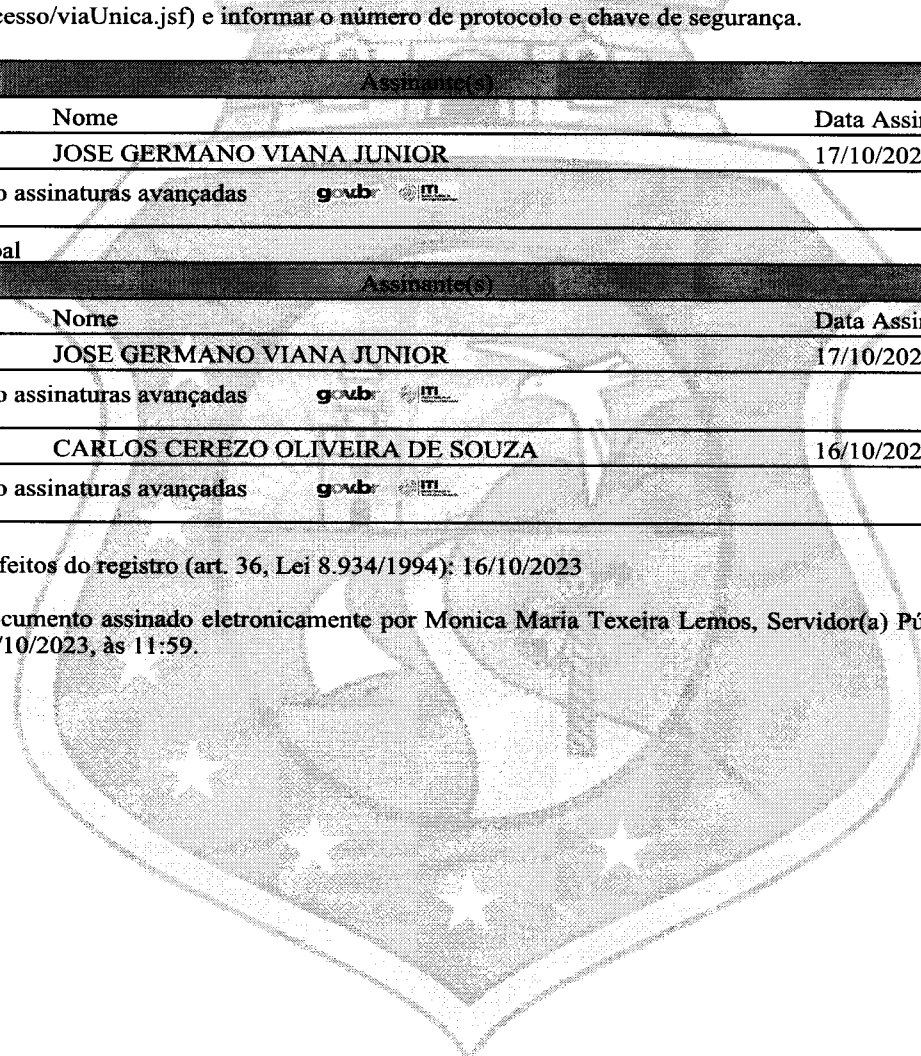 cesso/viaUnica.jsf) e informar o número de protocolo e chave de segurança.
Assinante(s)
Nome Data Assin
JOSE GERMANO VIANA JUNIOR 17/10/202
o assinaturas avançadas gov.br
oal
Assinante(s)
Nome Data Assin
JOSE GERMANO VIANA JUNIOR 17/10/202
o assinaturas avançadas gov.br
CARLOS CEREZO OLIVEIRA DE SOUZA 16/10/202
o assinaturas avançadas gov.br
feitos do registro (art. 36, Lei 8.934/1994): 16/10/2023
cumento assinado eletronicamente por Monica Maria Texeira Lemos, Servidor(a) Pú
/10/2023, às 11:59.